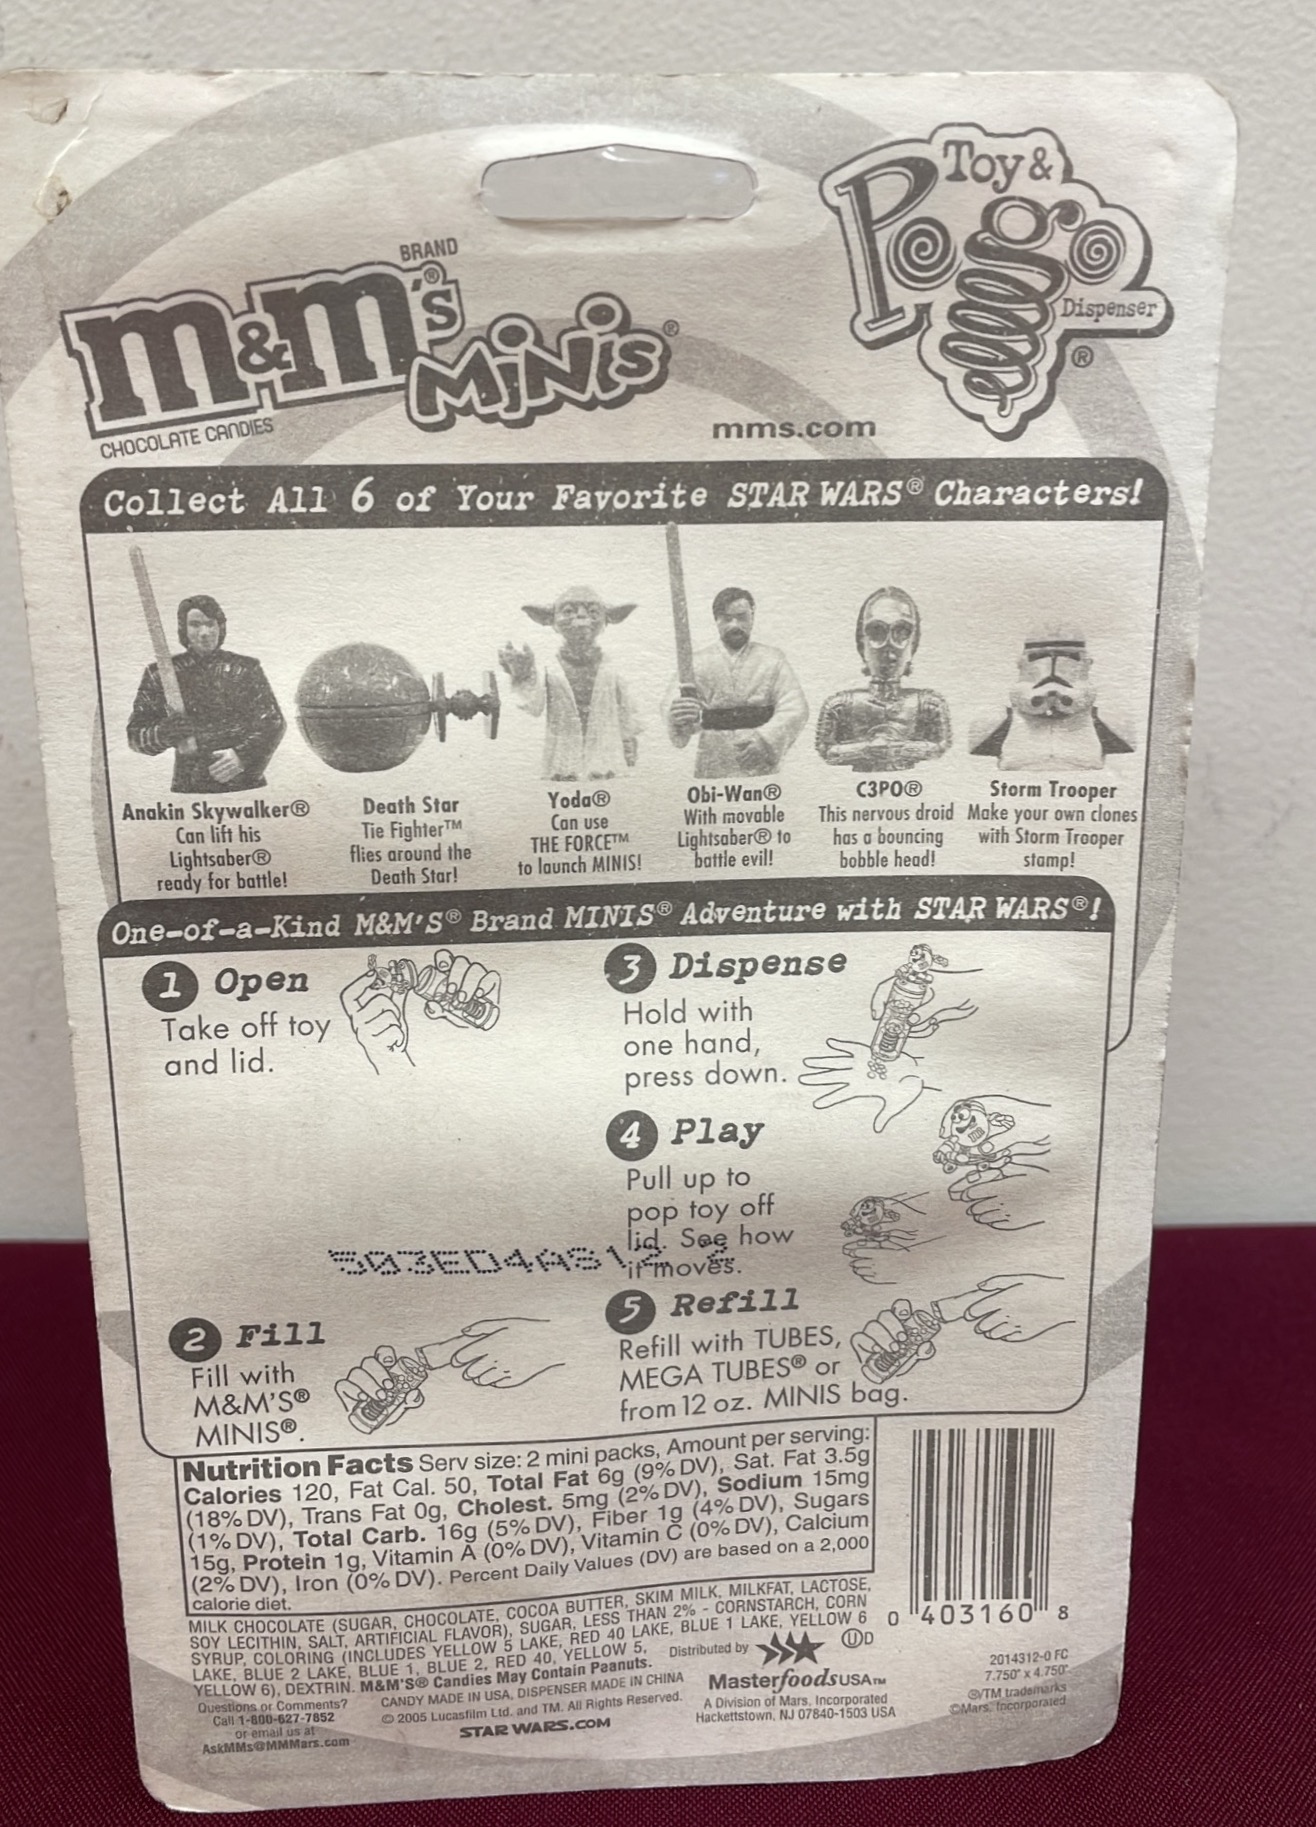 BRAND
m&m's®
MiNiS®
CHOCOLATE CANDIES
Toy &
Pogo
Dispenser
®
mms.com
Collect All 6 of Your Favorite STAR WARS® Characters!
Anakin Skywalker®
Can lift his
Lightsaber®
ready for battle!
Death Star
Tie Fighter™
flies around the
Death Star!
Yoda®
Can use
THE FORCE™
to launch MINIS!
Obi-Wan®
With movable
Lightsaber® to
battle evil!
C3PO®
This nervous droid
has a bouncing
bobble head!
Storm Trooper
Make your own clones
with Storm Trooper
stamp!
One-of-a-Kind M&M'S® Brand MINIS® Adventure with STAR WARS®!
1 Open
Take off toy
and lid.
2 Fill
Fill with
M&M'S®
MINIS®.
3 Dispense
Hold with
one hand,
press down.
4 Play
Pull up to
pop toy off
lid. See how
it moves.
5 Refill
Refill with TUBES,
MEGA TUBES® or
from 12 oz. MINIS bag.
Nutrition Facts Serv size: 2 mini packs, Amount per serving:
Calories 120, Fat Cal. 50, Total Fat 6g (9% DV), Sat. Fat 3.5g
(18% DV), Trans Fat 0g, Cholest. 5mg (2% DV), Sodium 15mg
(1% DV), Total Carb. 16g (5% DV), Fiber 1g (4% DV), Sugars
15g, Protein 1g, Vitamin A (0% DV), Vitamin C (0% DV), Calcium
(2% DV), Iron (0% DV). Percent Daily Values (DV) are based on a 2,000
calorie diet.
MILK CHOCOLATE (SUGAR, CHOCOLATE, COCOA BUTTER, SKIM MILK, MILKFAT, LACTOSE,
SOY LECITHIN, SALT, ARTIFICIAL FLAVOR), SUGAR, LESS THAN 2% - CORNSTARCH, CORN
SYRUP, COLORING (INCLUDES YELLOW 5 LAKE, RED 40 LAKE, BLUE 1 LAKE, YELLOW 6
LAKE, BLUE 2 LAKE, BLUE 1, BLUE 2, RED 40, YELLOW 5,
YELLOW 6), DEXTRIN. M&M'S® Candies May Contain Peanuts.
Questions or Comments?
Call 1-800-627-7852
or email us at
AskMMs@MMMars.com
CANDY MADE IN USA, DISPENSER MADE IN CHINA
© 2005 Lucasfilm Ltd. and TM. All Rights Reserved.
STAR WARS.COM
Distributed by
MasterfoodsUSA™
A Division of Mars, Incorporated
Hackettstown, NJ 07840-1503 USA
Ⓤ D
0 403160 8
2014312-0 FC
7.750" x 4.750"
®/TM trademarks
©Mars, Incorporated